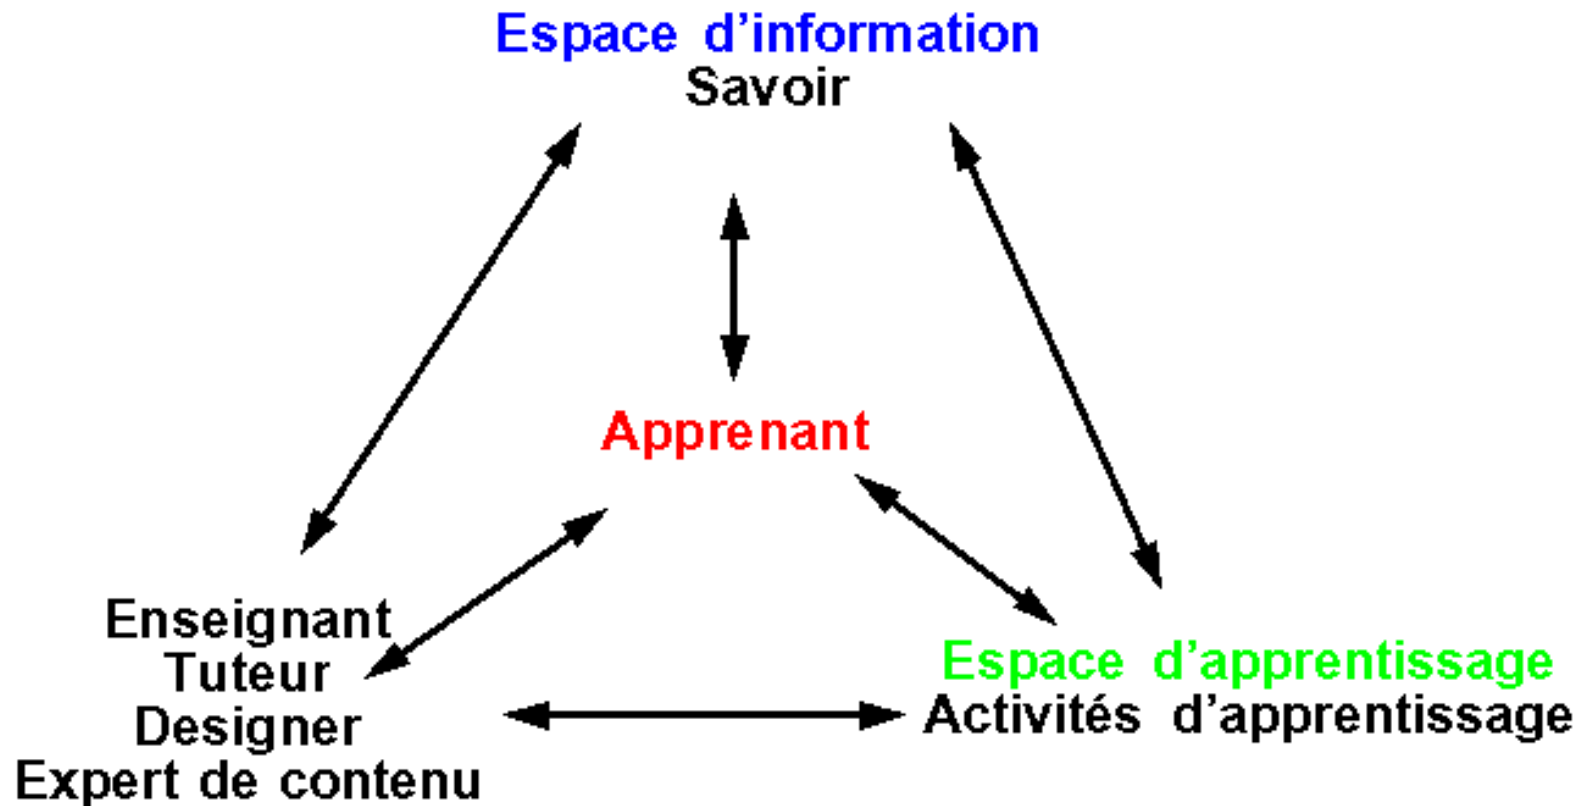 Espace d'information
Savoir
Apprenant
Enseignant
Tuteur
Designer
Expert de contenu
Espace d'apprentissage
Activités d'apprentissage